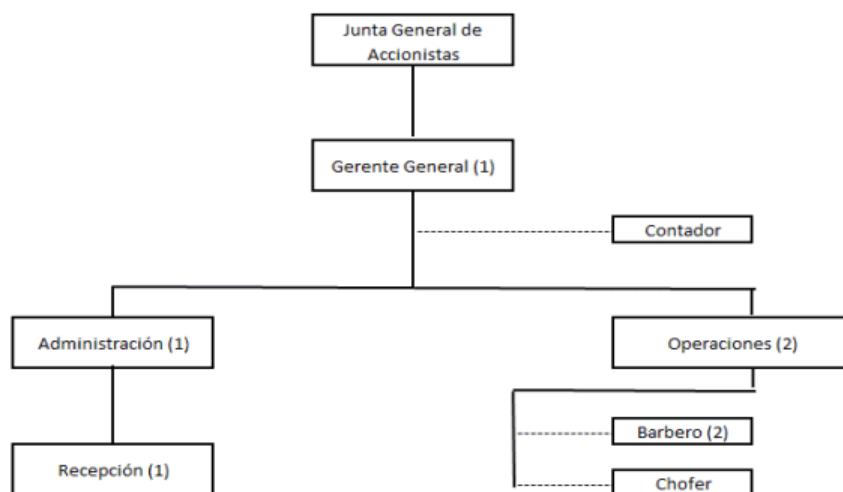 Junta General de
Accionistas
Gerente General (1)
Contador
Administración (1)
Operaciones (2)
Barbero (2)
Recepción (1)
Chofer